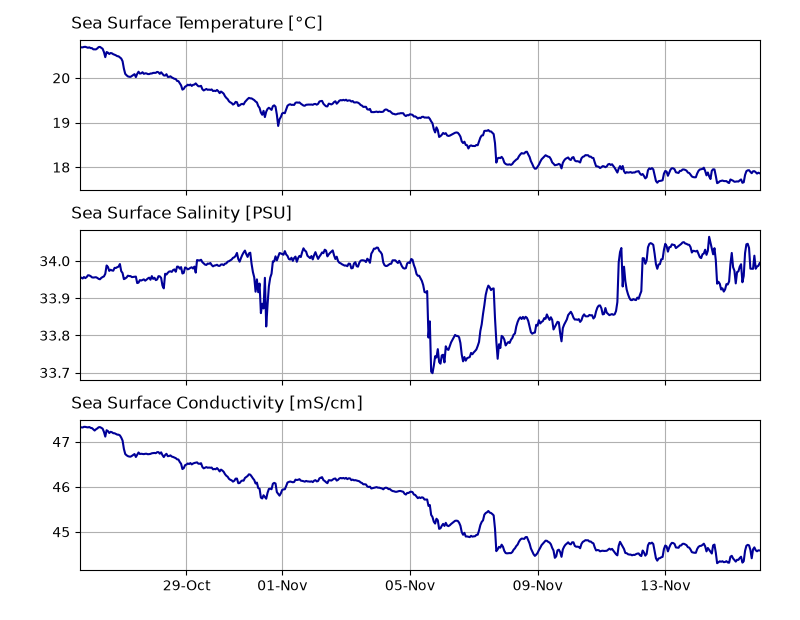 Sea Surface Temperature [°C]
20
19
18
Sea Surface Salinity [PSU]
34.0
33.9
33.8
33.7
Sea Surface Conductivity [mS/cm]
47
46
45
29-Oct 01-Nov 05-Nov 09-Nov 13-Nov